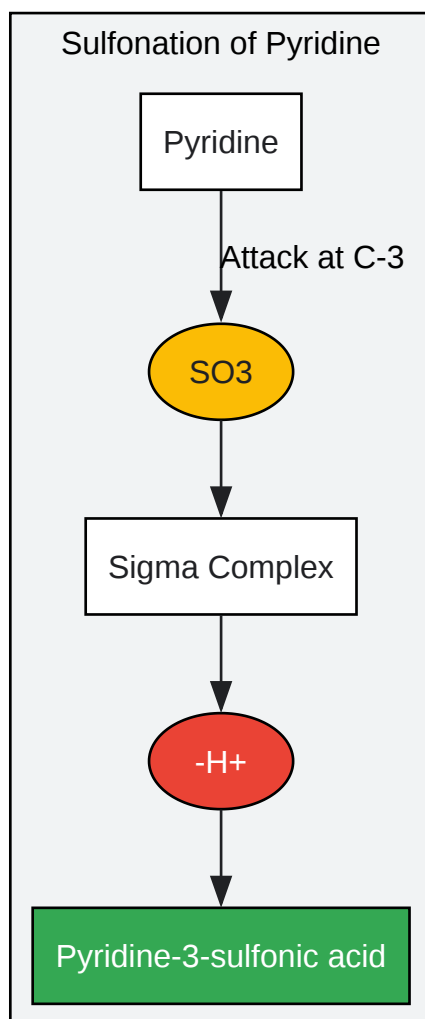 Sulfonation of Pyridine
Pyridine
Attack at C-3
SO3
Sigma Complex
-H+
Pyridine-3-sulfonic acid